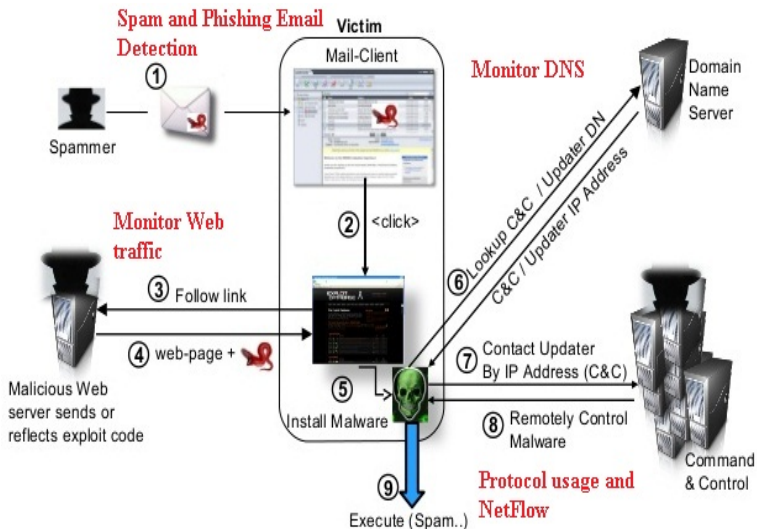 Spam and Phishing Email
Detection
Victim
Mail-Client
Monitor DNS
Domain
Name
Server
1
Spammer
2
<click>
Monitor Web
traffic
3
Follow link
4
web-page +
Malicious Web
server sends or
reflects exploit code
5
Install Malware
6
Lookup C&C / Updater DN
C&C / Updater IP Address
7
Contact Updater
By IP Address (C&C)
8
Remotely Control
Malware
Command
& Control
Protocol usage and
NetFlow
9
Execute (Spam..)